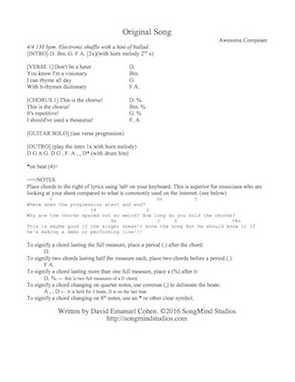 Original Song
Awesome Composer
4/4 130 bpm. Electronic shuffle with a hint of ballad
[INTRO] D. Bm. G. F A. [2x](with horn melody 2nd x)
[VERSE 1] Don't be a hater D.
You know I'm a visionary Bm.
I can rhyme all day G.
With b-rhymes dictionary F A.
[CHORUS 1] This is the chorus! D. %.
This is the chorus! Bm. %
It's repetitive! G. %
I should've used a thesaurus! F A
[GUITAR SOLO] (use verse progression)
[OUTRO] (play the intro 1x with horn melody)
D G A G. D G , F. A , , D* (with drum hits)
*on beat (4)+
----NOTES
Place chords to the right of lyrics using 'tab' on your keyboard. This is superior for musicians who are
looking at your sheet compared to what is commonly used on the internet. (see below)
Where does the progression start and end?
Why are the chords spaced out so weird? How long do you hold the chords?
This is maybe good if the singer doesn't know the song but he should know it if
he's making a demo or performing live!!!
To signify a chord lasting the full measure, place a period (.) after the chord:
D.
To signify two chords lasting half the measure each, place two chords before a period (.):
F A.
To signify a chord lasting more than one full measure, place a (%) after it:
D. %. -- this is two full measures of a D chord.
To signify a chord changing on quarter notes, use commas (,) to delineate the beats:
A , , D -- A is held for 3 beats, D is on the last beat.
To signify a chord changing on 8th notes, use an * or other clear symbol.
Written by David Emanuel Cohen. ©2016 SongMind Studios.
http://songmindstudios.com